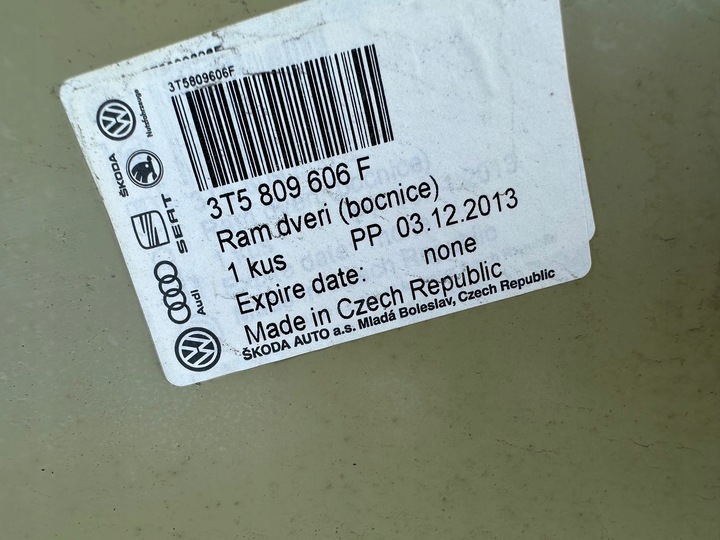 3T5809606F
3T5 809 606 F
Ram dveri (bocnice)
1 kus PP 03.12.2013
Expire date: none
Made in Czech Republic
ŠKODA AUTO a.s. Mladá Boleslav, Czech Republic
Nutzfahrzeuge
ŠKODA
SEAT
Audi